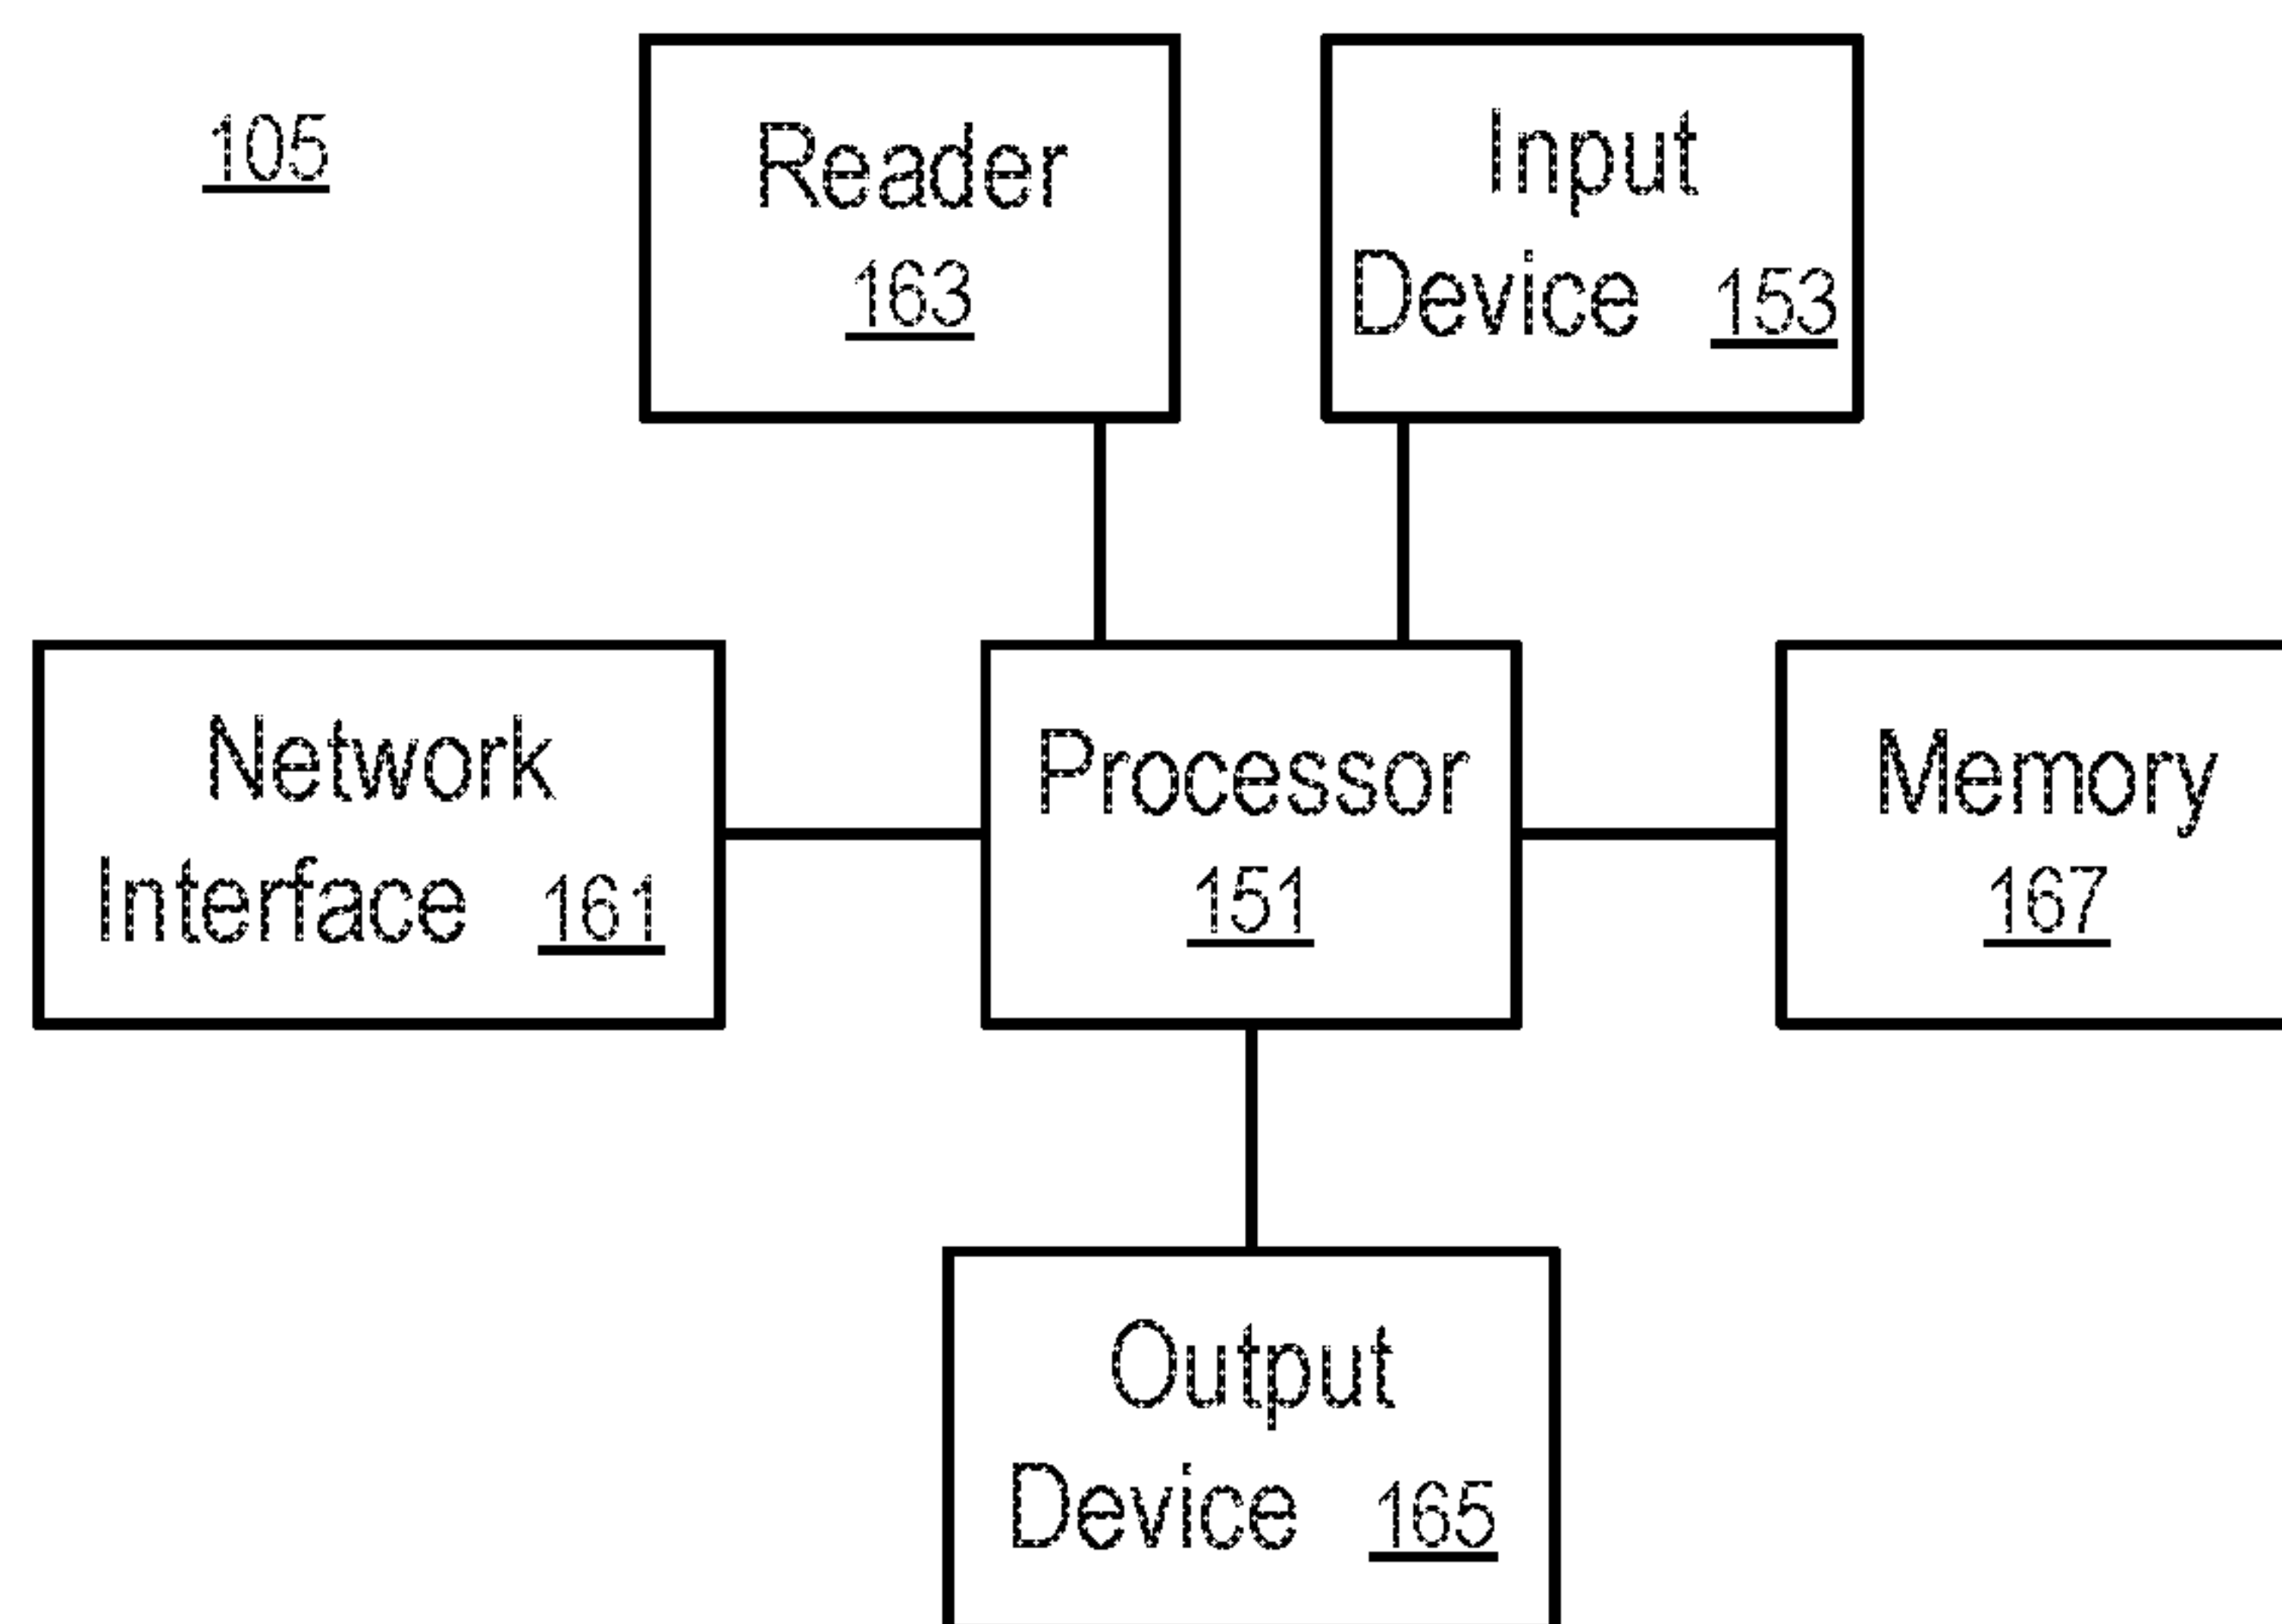 105
Reader
163
Input
Device 153
Network
Interface 161
Processor
151
Memory
167
Output
Device 165